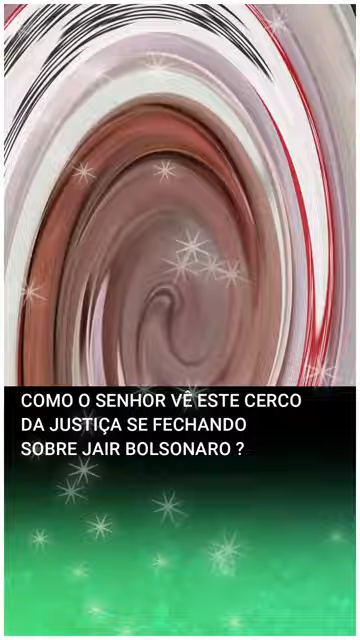 COMO O SENHOR VÊ ESTE CERCO
DA JUSTIÇA SE FECHANDO
SOBRE JAIR BOLSONARO ?